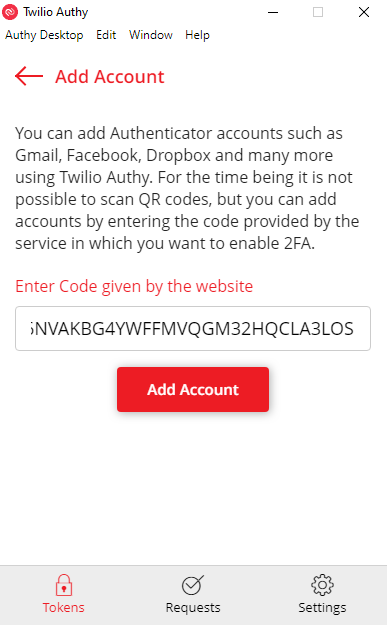 Twilio Authy
Authy Desktop Edit Window Help
Add Account
You can add Authenticator accounts such as
Gmail, Facebook, Dropbox and many more
using Twilio Authy. For the time being it is not
possible to scan QR codes, but you can add
accounts by entering the code provided by the
service in which you want to enable 2FA.
Enter Code given by the website
NVAKBG4YWFFMVQGM32HQCLA3LOS
Add Account
Tokens Requests Settings